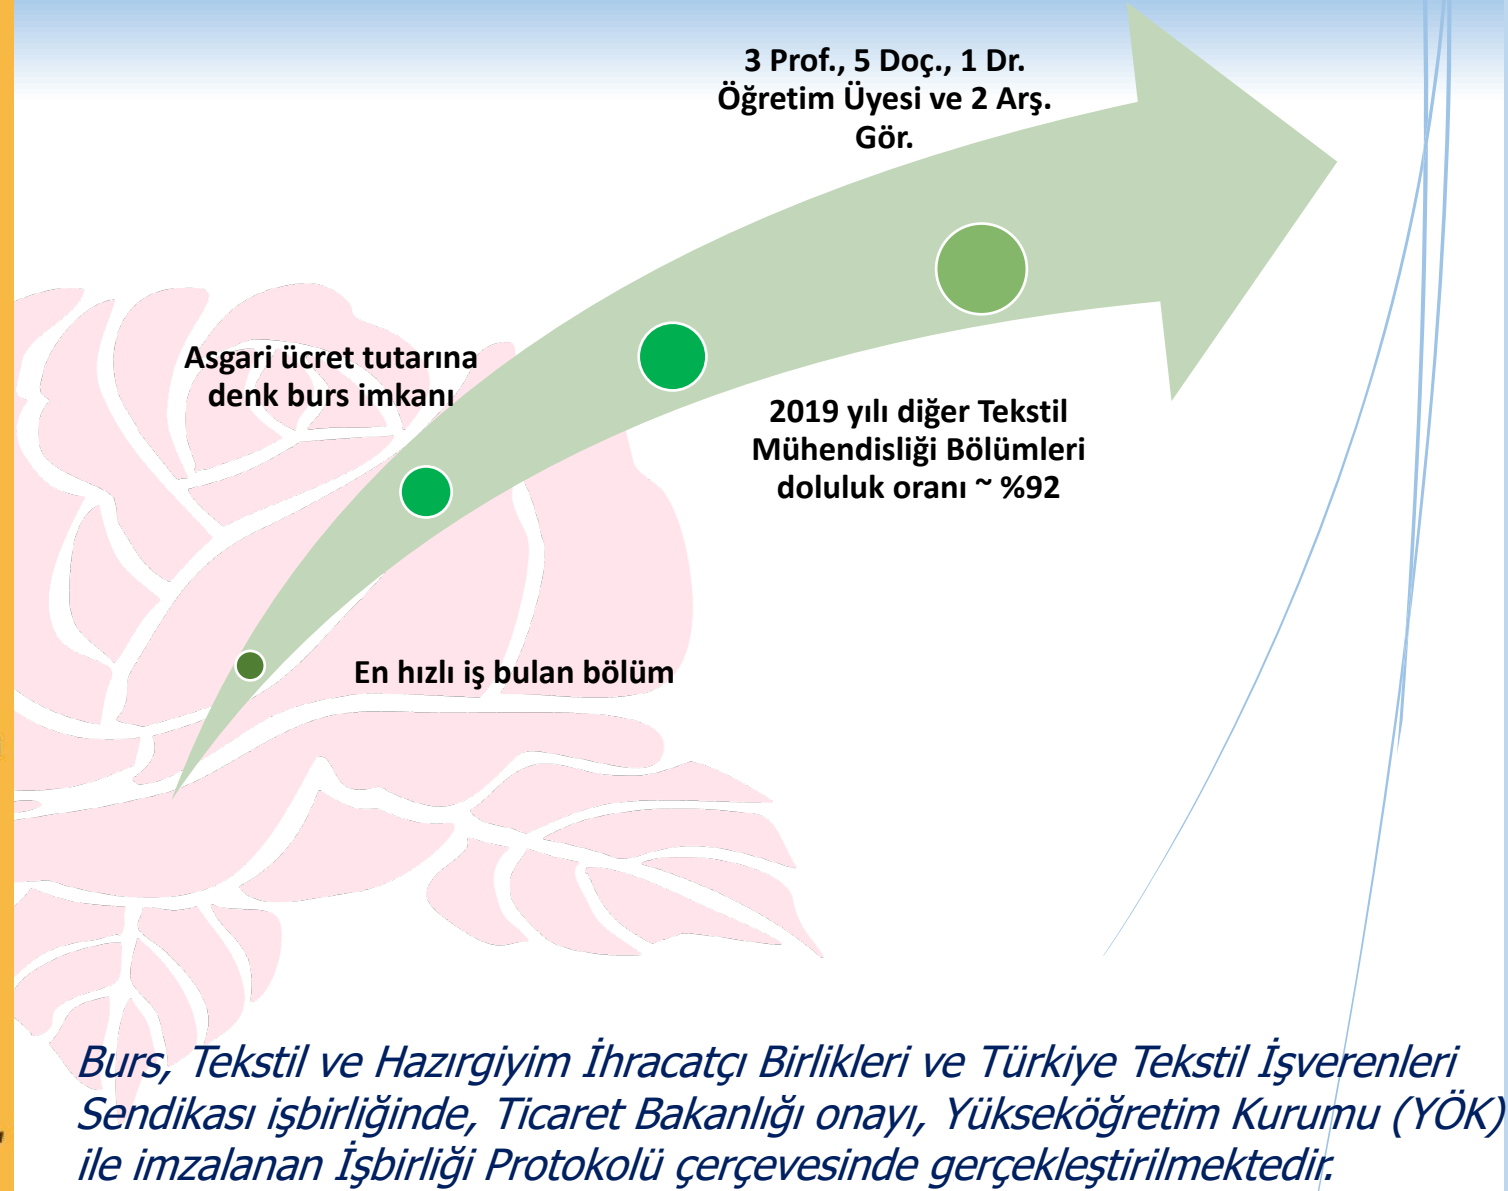 3 Prof., 5 Doç., 1 Dr.
Öğretim Üyesi ve 2 Arş.
Gör.
Asgari ücret tutarına
denk burs imkanı
2019 yılı diğer Tekstil
Mühendisliği Bölümleri
doluluk oranı ~ %92
En hızlı iş bulan bölüm
Burs, Tekstil ve Hazırgiyim İhracatçı Birlikleri ve Türkiye Tekstil İşverenleri
Sendikası işbirliğinde, Ticaret Bakanlığı onayı, Yükseköğretim Kurumu (YÖK)
ile imzalanan İşbirliği Protokolü çerçevesinde gerçekleştirilmektedir.